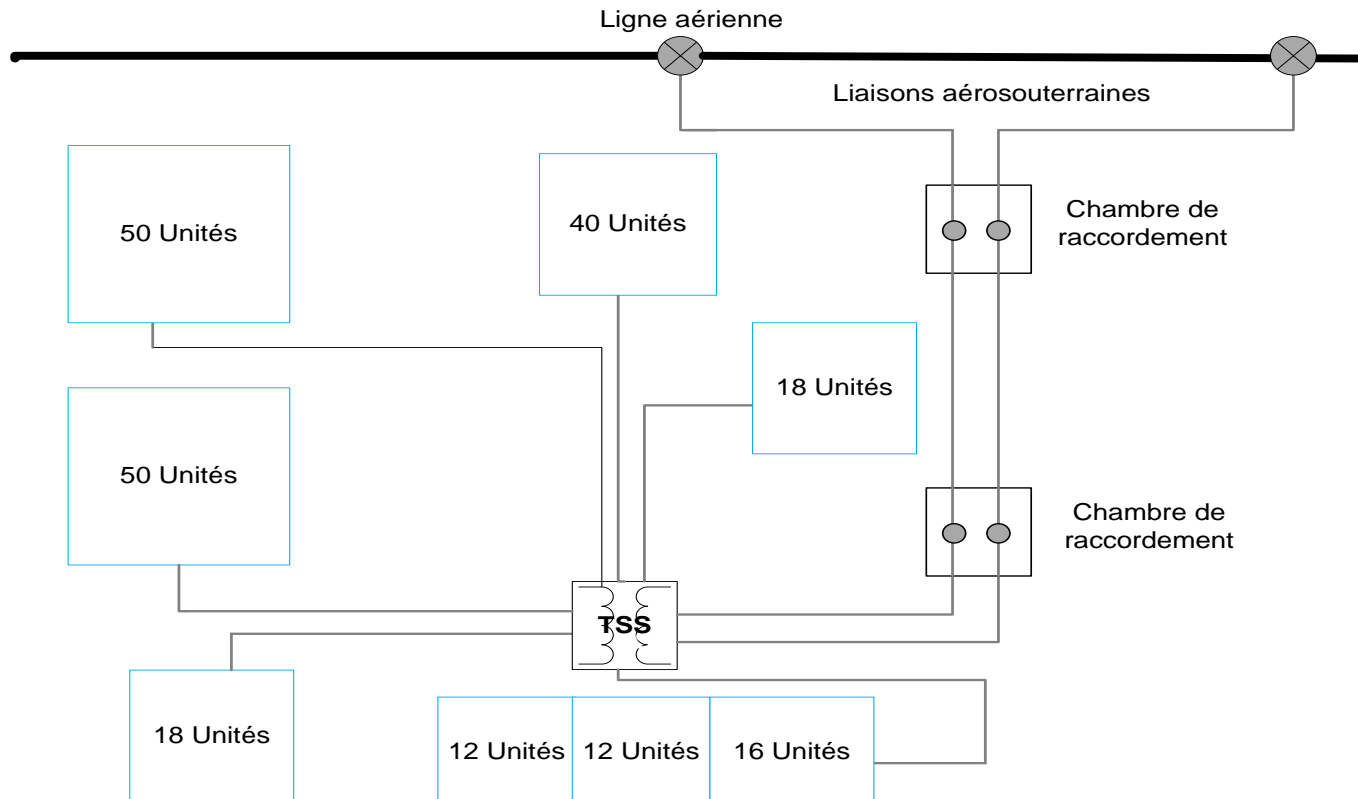 Ligne aérienne
Liaisons aérosouterraines
50 Unités
40 Unités
Chambre de
raccordement
18 Unités
50 Unités
Chambre de
raccordement
TSS
18 Unités
12 Unités
12 Unités
16 Unités